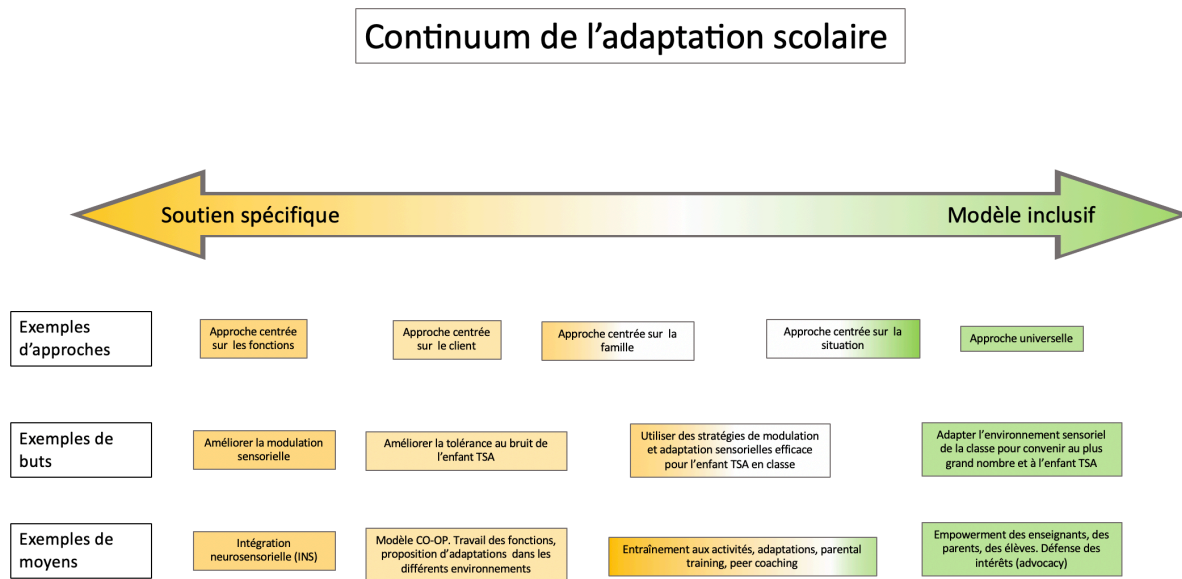 Continuum de l'adaptation scolaire
Soutien spécifique
Modèle inclusif
Exemples
d'approches
Approche centrée
sur les fonctions
Approche centrée
sur le client
Approche centrée sur la
famille
Approche centrée sur la
situation
Approche universelle
Exemples de
buts
Améliorer la modulation
sensorielle
Améliorer la tolérance au bruit de
l'enfant TSA
Utiliser des stratégies de modulation
et adaptation sensorielles efficace
pour l'enfant TSA en classe
Adapter l'environnement sensoriel
de la classe pour convenir au plus
grand nombre et à l'enfant TSA
Exemples de
moyens
Intégration
neurosensorielle (INS)
Modèle CO-OP. Travail des fonctions,
proposition d'adaptations dans les
différents environnements
Entraînement aux activités, adaptations, parental
training, peer coaching
Empowerment des enseignants, des
parents, des élèves. Défense des
intérêts (advocacy)